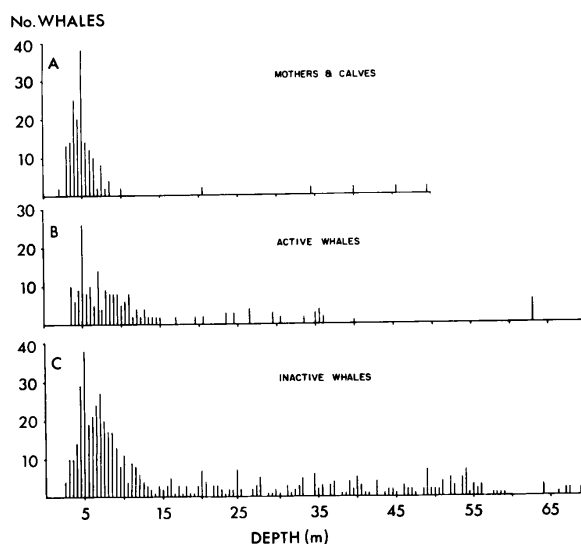 No. WHALES
40
A
MOTHERS & CALVES
30
20
10
30
B
ACTIVE WHALES
20
10
40
C
INACTIVE WHALES
30
20
10
5 15 25 35 45 55 65
DEPTH (m)